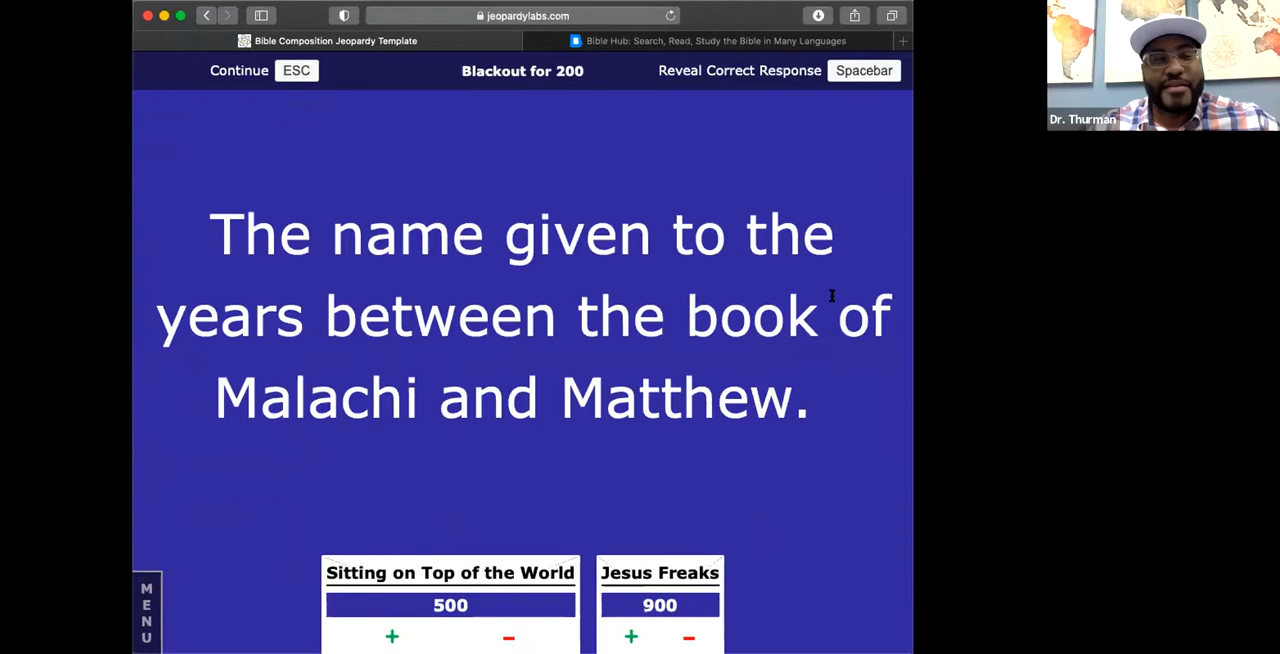 jeopardylabs.com
Bible Composition Jeopardy Template
Bible Hub: Search, Read, Study the Bible in Many Languages
Continue ESC
Blackout for 200
Reveal Correct Response Spacebar
Dr. Thurman
The name given to the
years between the book of
Malachi and Matthew.
MENU
Sitting on Top of the World
500
+ −
Jesus Freaks
900
+ −